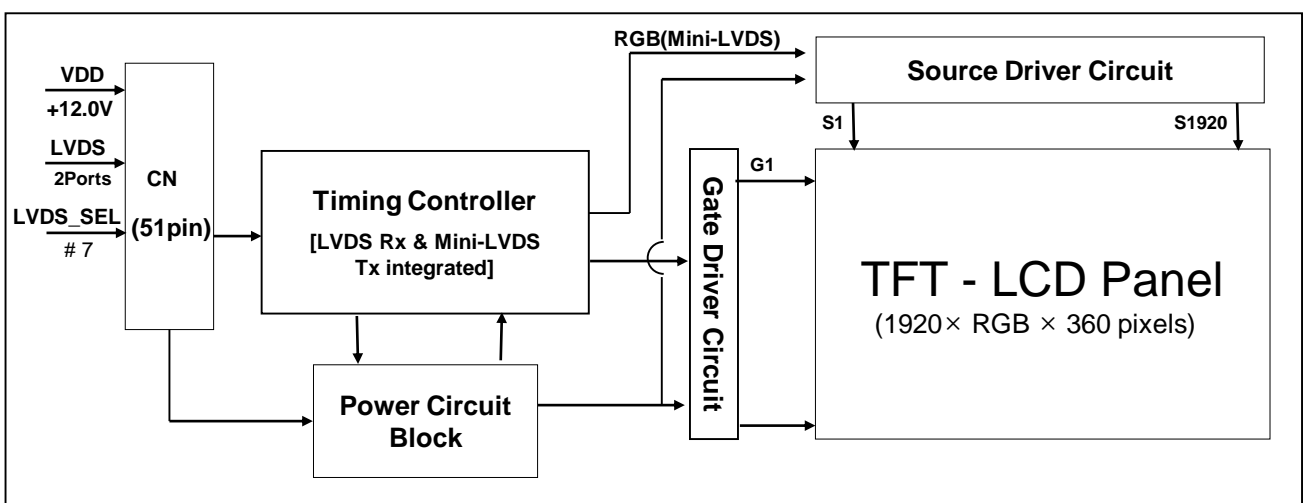 RGB(Mini-LVDS)
Source Driver Circuit
VDD
+12.0V
S1
S1920
LVDS
2Ports
CN
(51pin)
LVDS_SEL
# 7
Timing Controller
[LVDS Rx & Mini-LVDS
Tx integrated]
Gate Driver Circuit
G1
TFT - LCD Panel
(1920× RGB × 360 pixels)
Power Circuit
Block